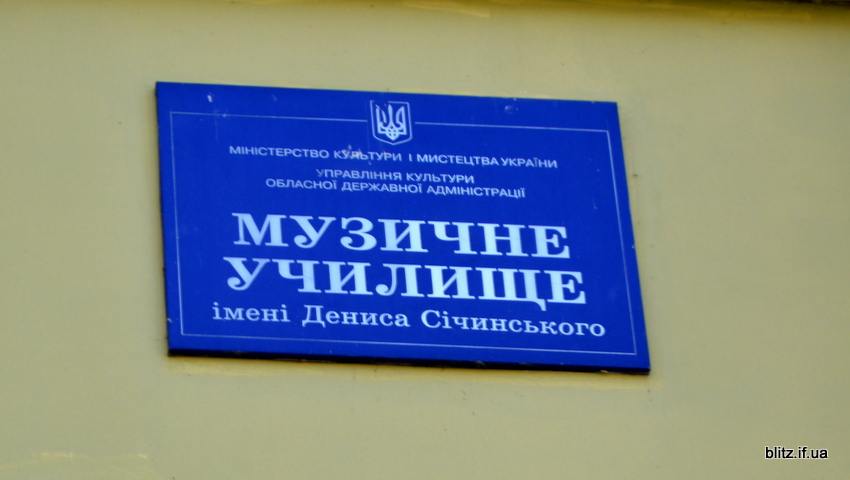 МІНІСТЕРСТВО КУЛЬТУРИ І МИСТЕЦТВА УКРАЇНИ
УПРАВЛІННЯ КУЛЬТУРИ
ОБЛАСНОЇ ДЕРЖАВНОЇ АДМІНІСТРАЦІЇ
МУЗИЧНЕ
УЧИЛИЩЕ
імені Дениса Січинського
blitz.if.ua